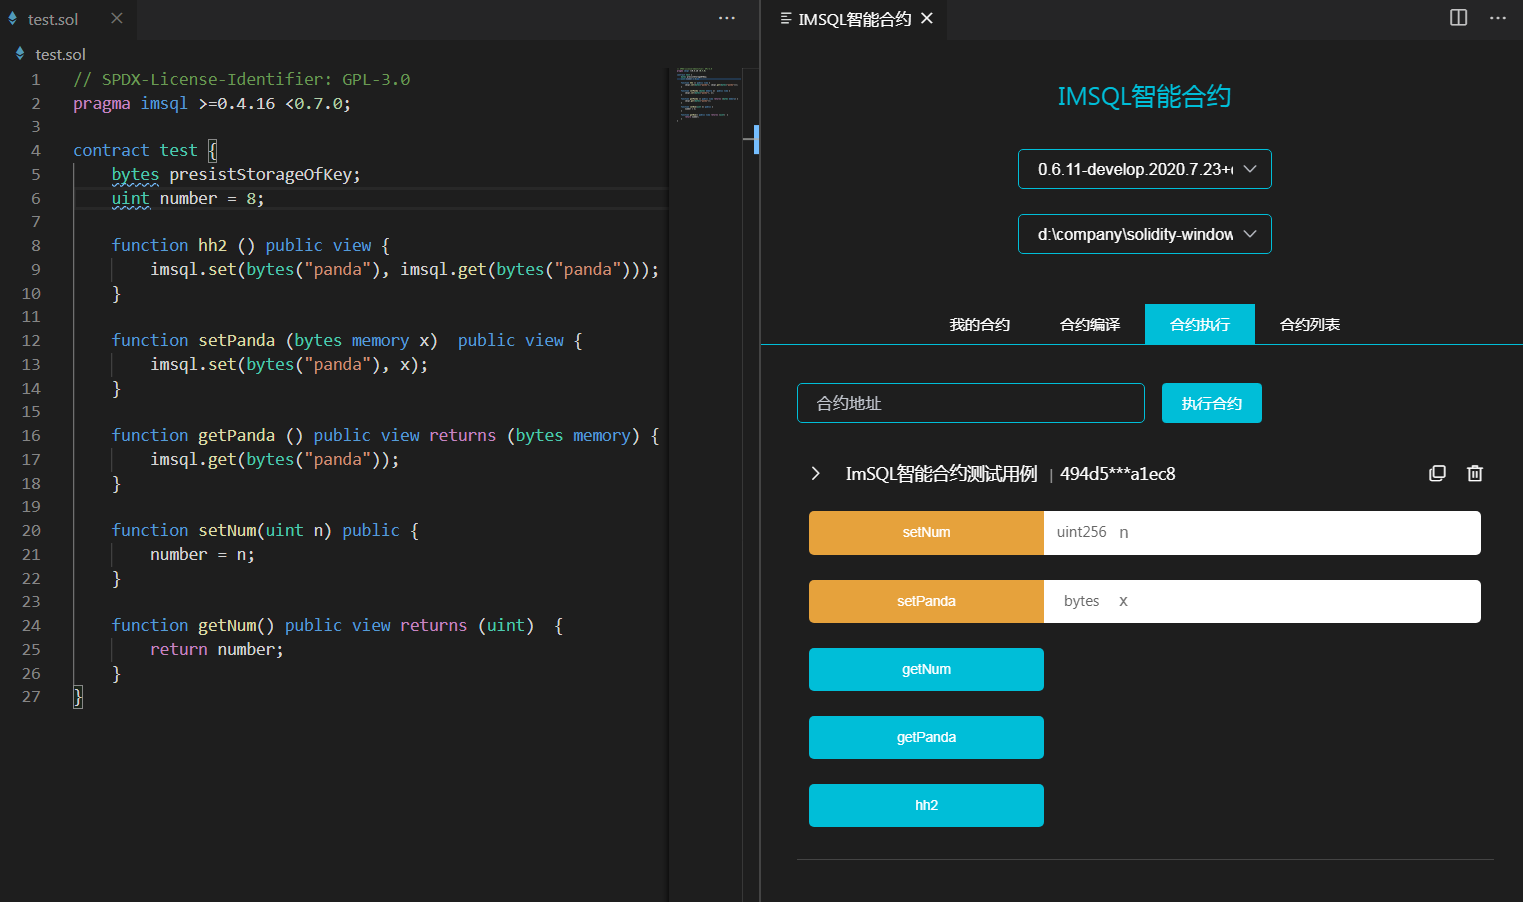 test.sol
test.sol
1 // SPDX-License-Identifier: GPL-3.0
2 pragma imsql >=0.4.16 <0.7.0;
3
4 contract test {
5 bytes presistStorageOfKey;
6 uint number = 8;
7
8 function hh2 () public view {
9 imsql.set(bytes("panda"), imsql.get(bytes("panda")));
10 }
11
12 function setPanda (bytes memory x)  public view {
13 imsql.set(bytes("panda"), x);
14 }
15
16 function getPanda () public view returns (bytes memory) {
17 imsql.get(bytes("panda"));
18 }
19
20 function setNum(uint n) public {
21 number = n;
22 }
23
24 function getNum() public view returns (uint)  {
25 return number;
26 }
27 }
IMSQL智能合约
IMSQL智能合约
0.6.11-develop.2020.7.23+
d:\company\solidity-window
我的合约 合约编译 合约执行 合约列表
合约地址 执行合约
ImSQL智能合约测试用例 | 494d5***a1ec8
setNum uint256 n
setPanda bytes x
getNum
getPanda
hh2